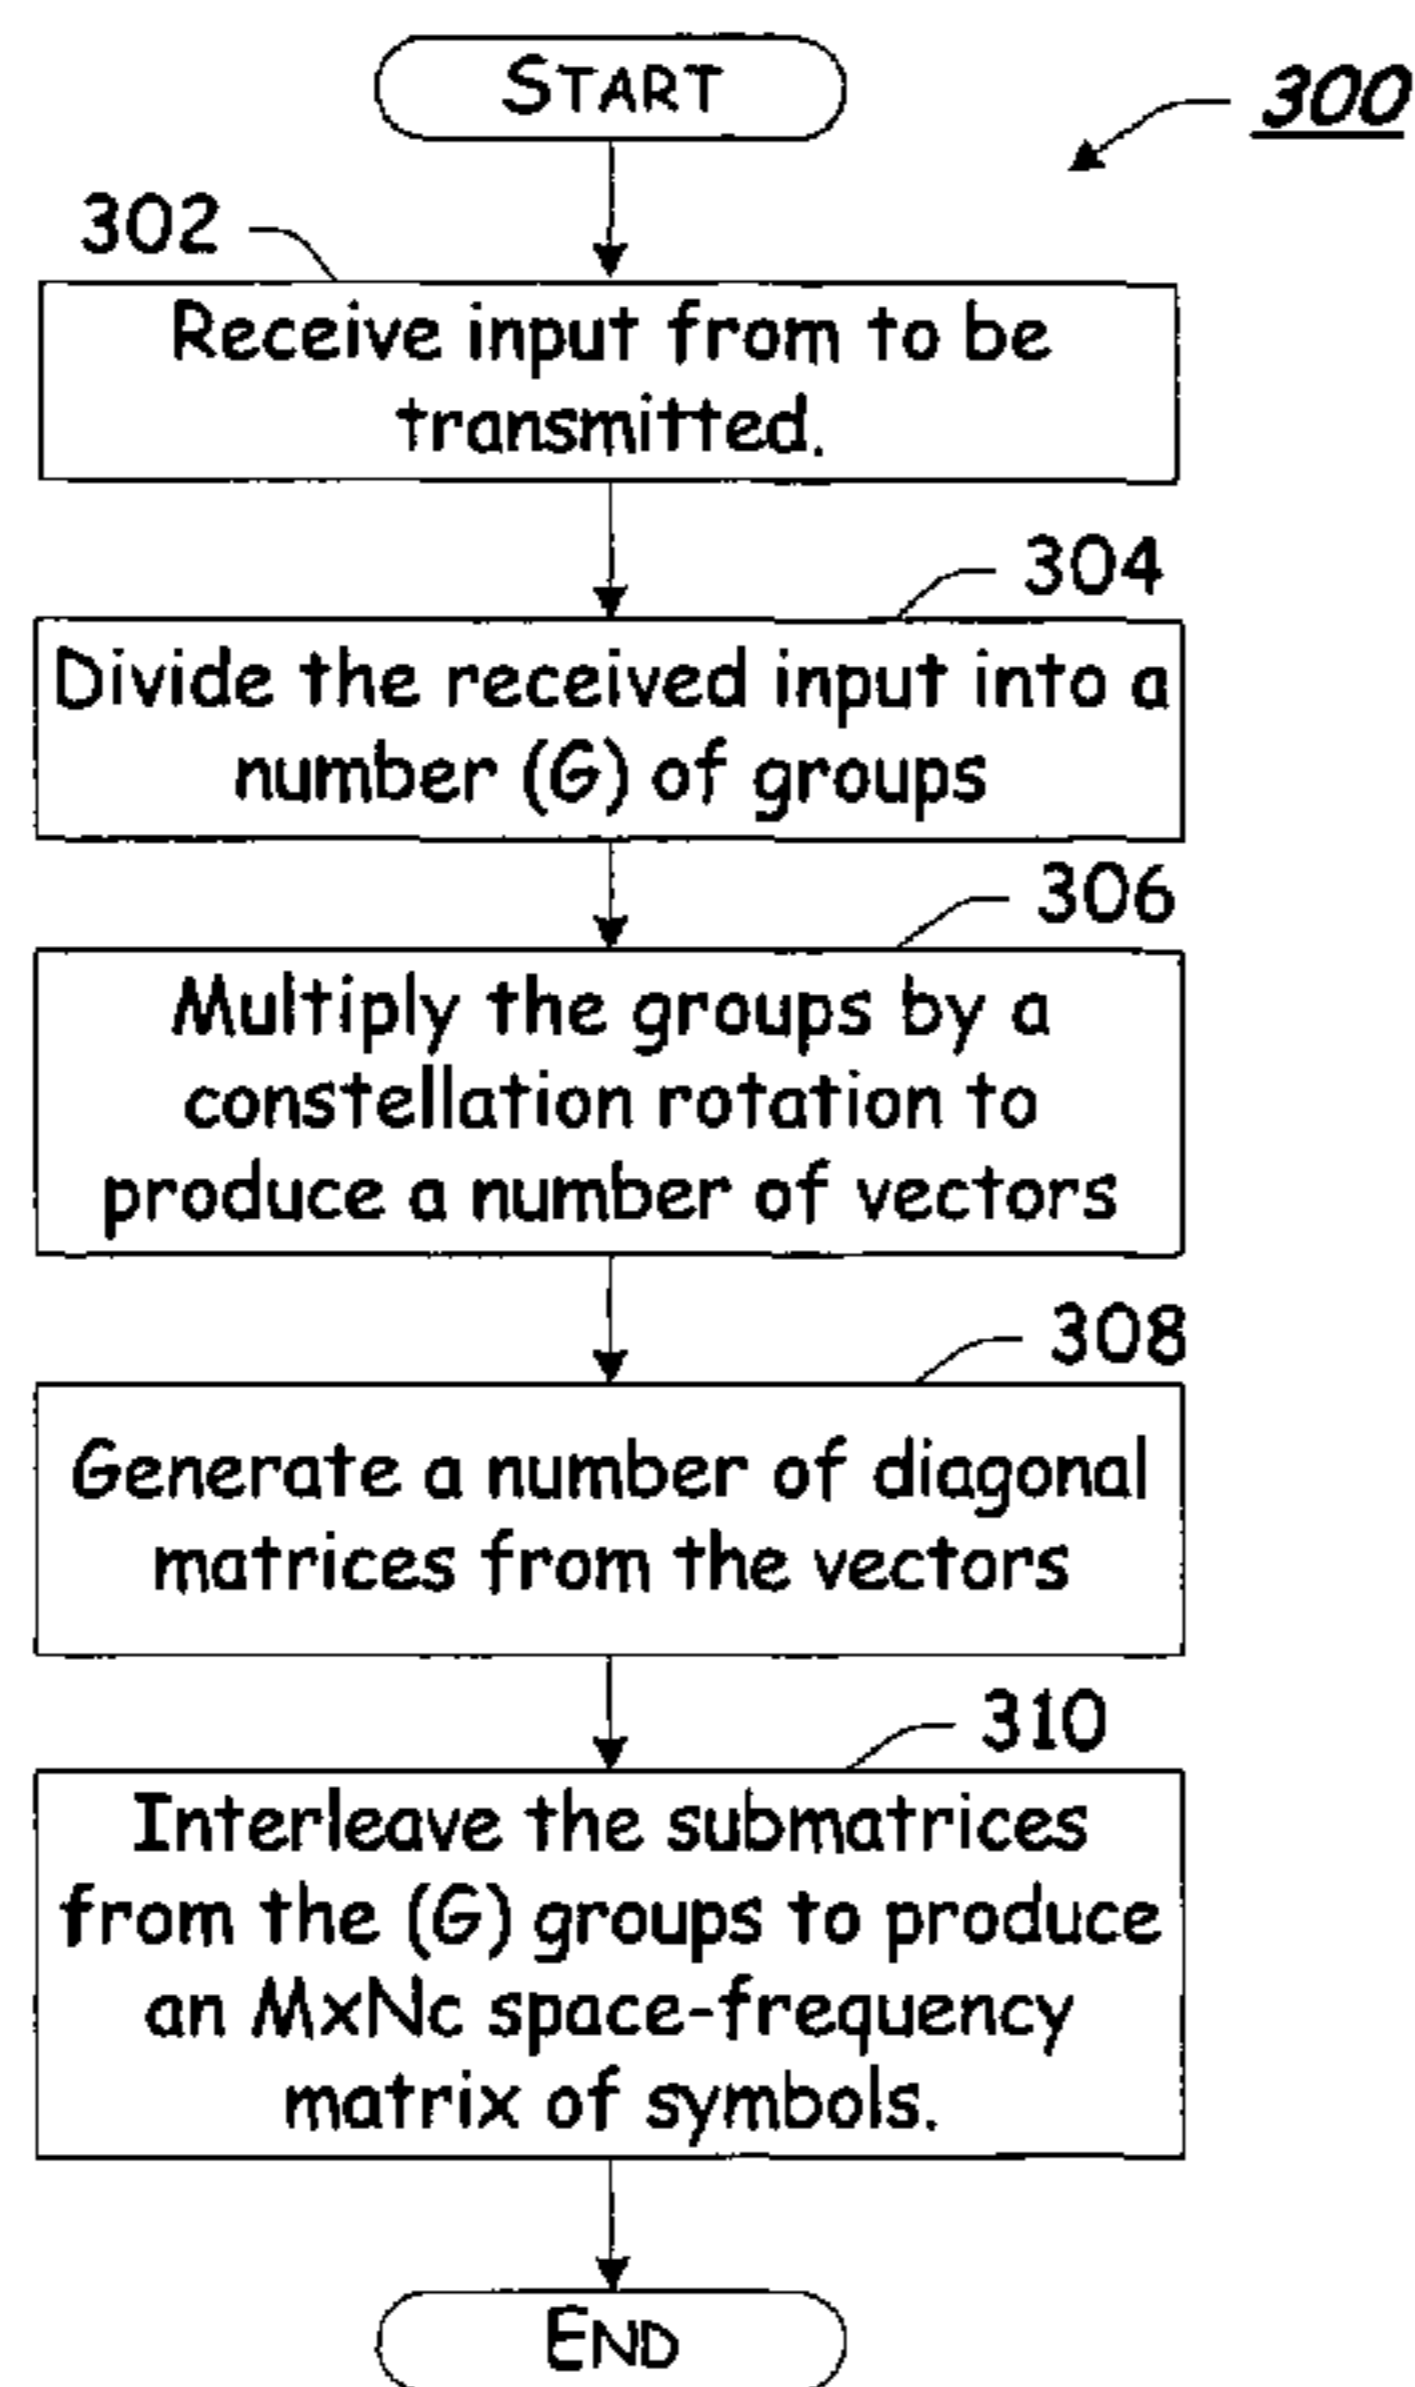 START
300
302
Receive input from to be
transmitted.
304
Divide the received input into a
number (G) of groups
306
Multiply the groups by a
constellation rotation to
produce a number of vectors
308
Generate a number of diagonal
matrices from the vectors
310
Interleave the submatrices
from the (G) groups to produce
an MxNc space-frequency
matrix of symbols.
END